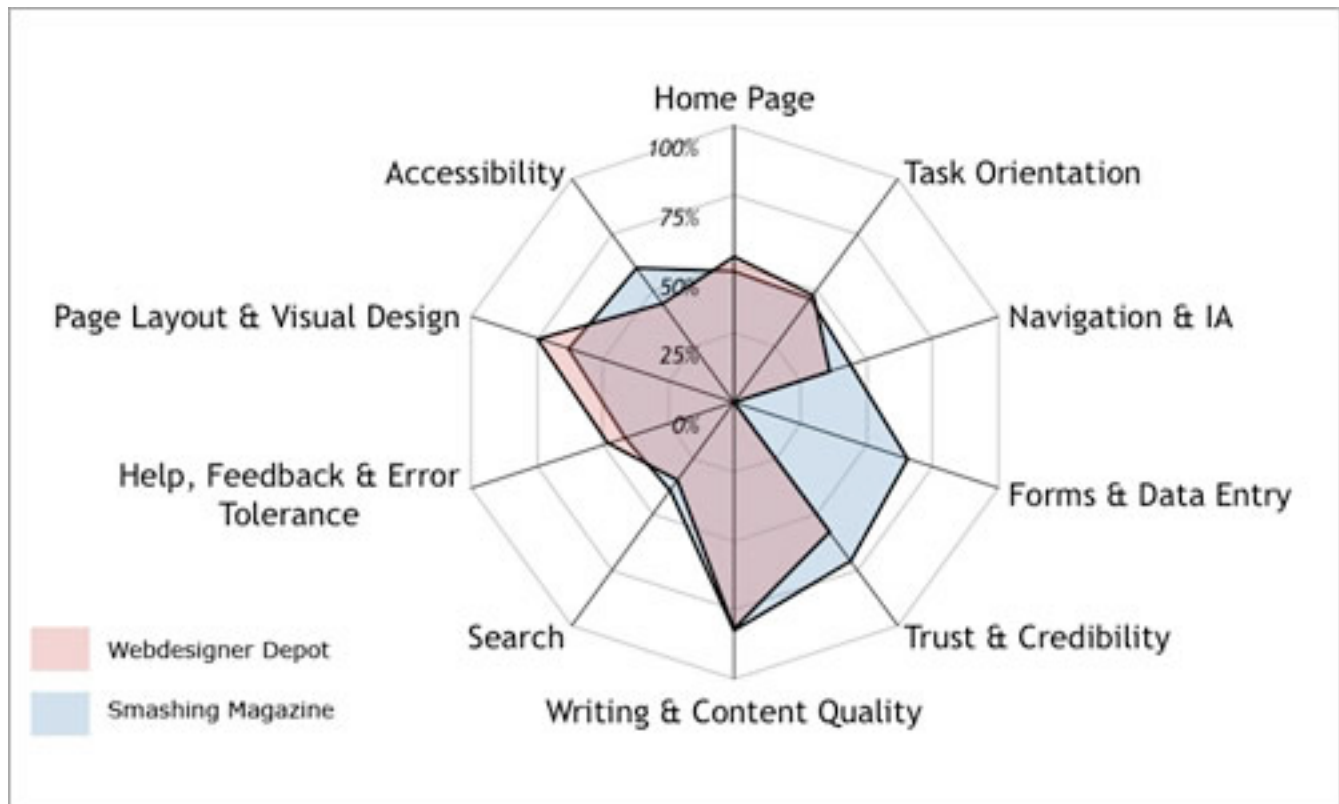 Home Page
100%
Accessibility
Task Orientation
75%
50%
Page Layout & Visual Design
Navigation & IA
25%
0%
Help, Feedback & Error
Tolerance
Forms & Data Entry
Search
Trust & Credibility
Writing & Content Quality
Webdesigner Depot
Smashing Magazine